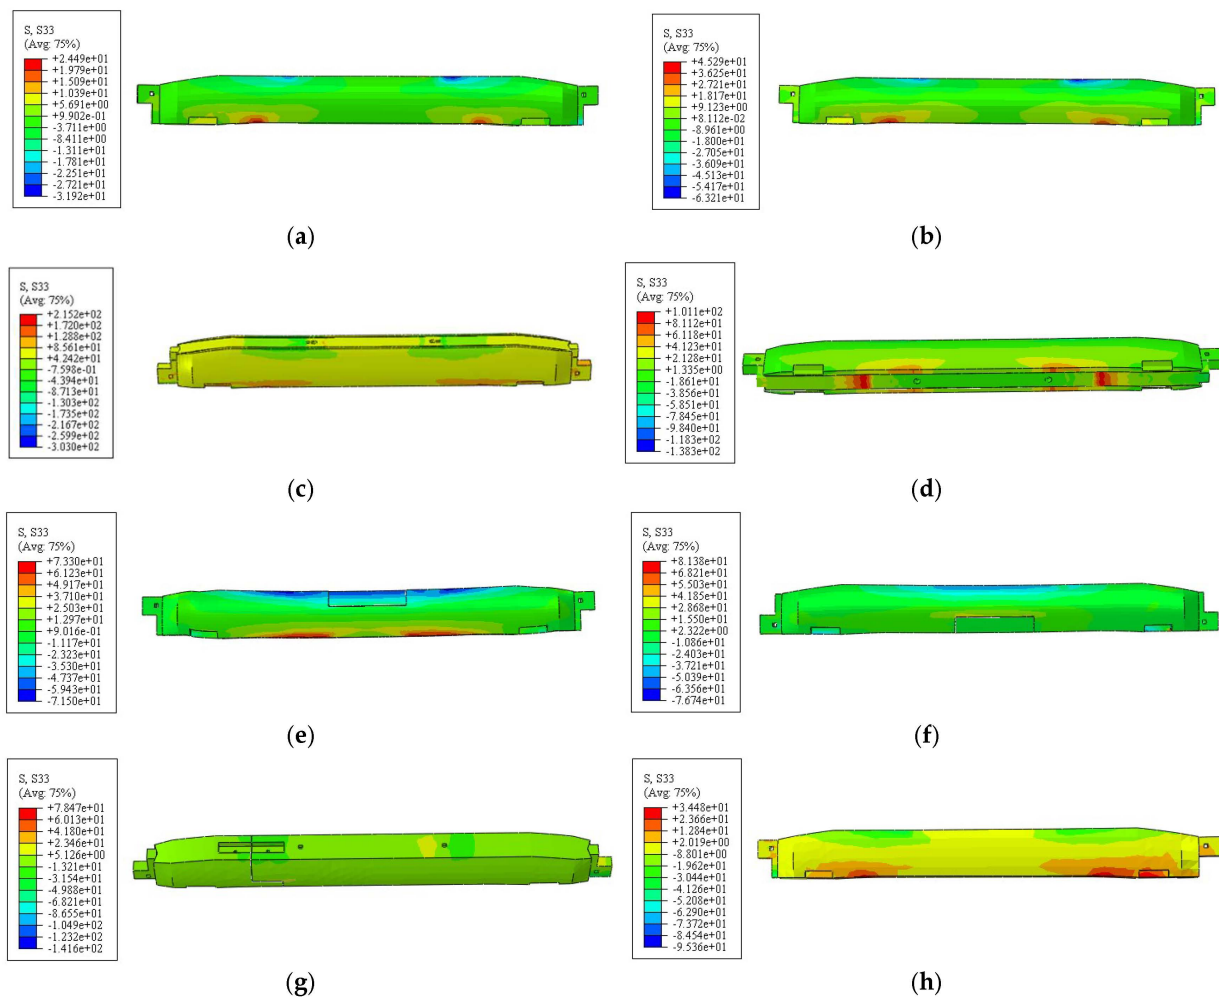 S, S33
(Avg: 75%)
+2.449e+01
+1.979e+01
+1.509e+01
+1.039e+01
+5.691e+00
+9.902e-01
-3.711e+00
-8.411e+00
-1.311e+01
-1.781e+01
-2.251e+01
-2.721e+01
-3.192e+01
(a)
S, S33
(Avg: 75%)
+4.529e+01
+3.625e+01
+2.721e+01
+1.817e+01
+9.123e+00
+8.112e-02
-8.961e+00
-1.800e+01
-2.705e+01
-3.609e+01
-4.513e+01
-5.417e+01
-6.321e+01
(b)
S, S33
(Avg: 75%)
+2.152e+02
+1.720e+02
+1.288e+02
+8.561e+01
+4.242e+01
-7.598e-01
-4.394e+01
-8.713e+01
-1.303e+02
-1.735e+02
-2.167e+02
-2.599e+02
-3.030e+02
(c)
S, S33
(Avg: 75%)
+1.011e+02
+8.112e+01
+6.118e+01
+4.123e+01
+2.128e+01
+1.335e+00
-1.861e+01
-3.856e+01
-5.851e+01
-7.845e+01
-9.840e+01
-1.183e+02
-1.383e+02
(d)
S, S33
(Avg: 75%)
+7.330e+01
+6.123e+01
+4.917e+01
+3.710e+01
+2.503e+01
+1.297e+01
+9.016e-01
-1.117e+01
-2.323e+01
-3.530e+01
-4.737e+01
-5.943e+01
-7.150e+01
(e)
S, S33
(Avg: 75%)
+8.138e+01
+6.821e+01
+5.503e+01
+4.185e+01
+2.868e+01
+1.550e+01
+2.322e+00
-1.086e+01
-2.403e+01
-3.721e+01
-5.039e+01
-6.356e+01
-7.674e+01
(f)
S, S33
(Avg: 75%)
+7.847e+01
+6.013e+01
+4.180e+01
+2.346e+01
+5.126e+00
-1.321e+01
-3.154e+01
-4.988e+01
-6.821e+01
-8.655e+01
-1.049e+02
-1.232e+02
-1.416e+02
(g)
S, S33
(Avg: 75%)
+3.448e+01
+2.366e+01
+1.284e+01
+2.019e+00
-8.801e+00
-1.962e+01
-3.044e+01
-4.126e+01
-5.208e+01
-6.290e+01
-7.372e+01
-8.454e+01
-9.536e+01
(h)